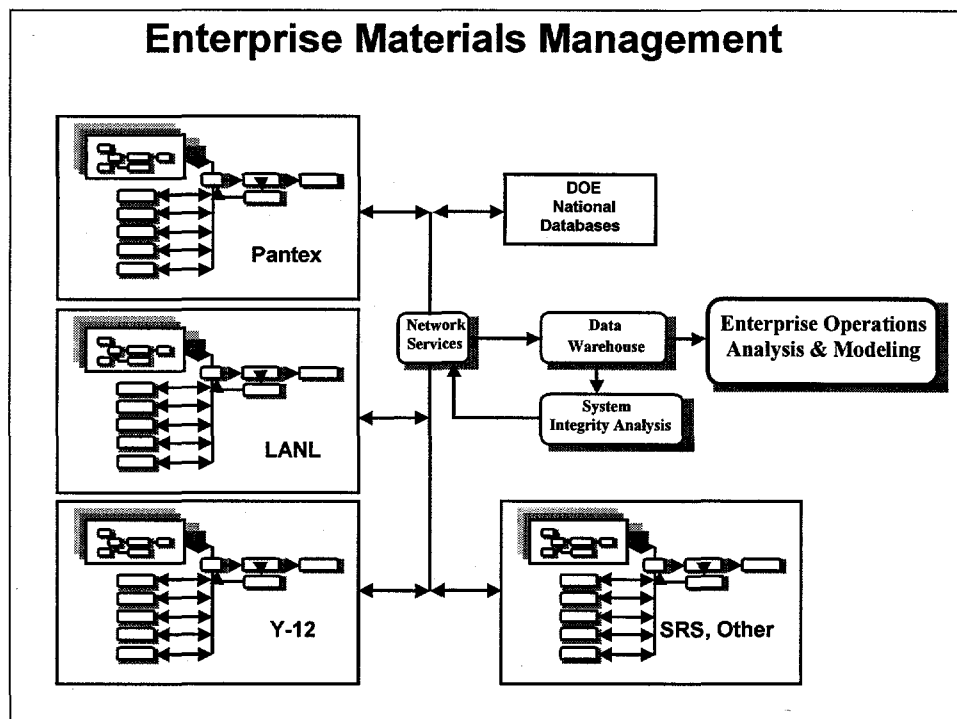 Enterprise Materials Management
Pantex
DOE
National
Databases
Network
Services
Data
Warehouse
Enterprise Operations
Analysis & Modeling
System
Integrity Analysis
LANL
Y-12
SRS, Other